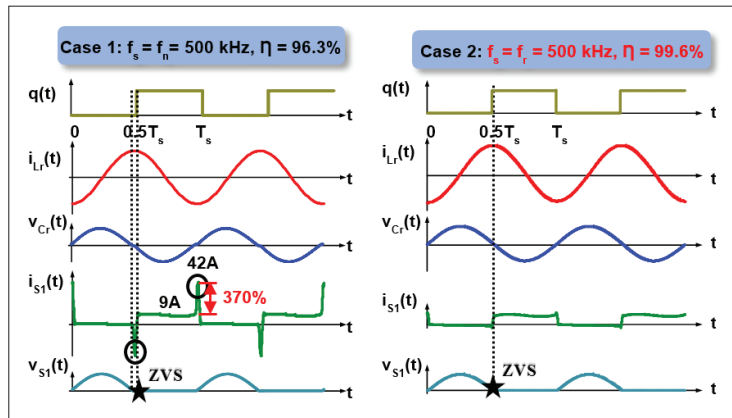 Case 1: fs = fn = 500 kHz, η = 96.3%
q(t)
t
0
0.5Ts
Ts
iLr(t)
t
vCr(t)
t
42A
iS1(t)
9A
370%
t
vS1(t)
ZVS
t
Case 2: fs = fr = 500 kHz, η = 99.6%
q(t)
t
0
0.5Ts
Ts
iLr(t)
t
vCr(t)
t
iS1(t)
t
vS1(t)
ZVS
t